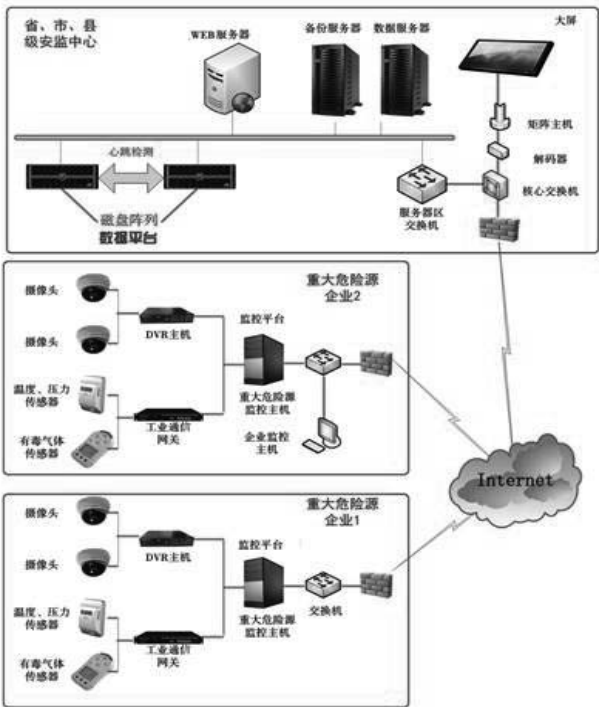 省、市、县
级安监中心
WEB服务器
备份服务器
数据服务器
大屏
矩阵主机
解码器
核心交换机
心跳检测
磁盘阵列
服务器区
交换机
重大危险源
企业2
摄像头
DVR主机
监控平台
摄像头
温度、压力
传感器
重大危险源
监控主机
有毒气体
传感器
工业通信
网关
企业监控
主机
Internet
重大危险源
企业1
摄像头
DVR主机
监控平台
摄像头
温度、压力
传感器
重大危险源
监控主机
交换机
有毒气体
传感器
工业通信
网关